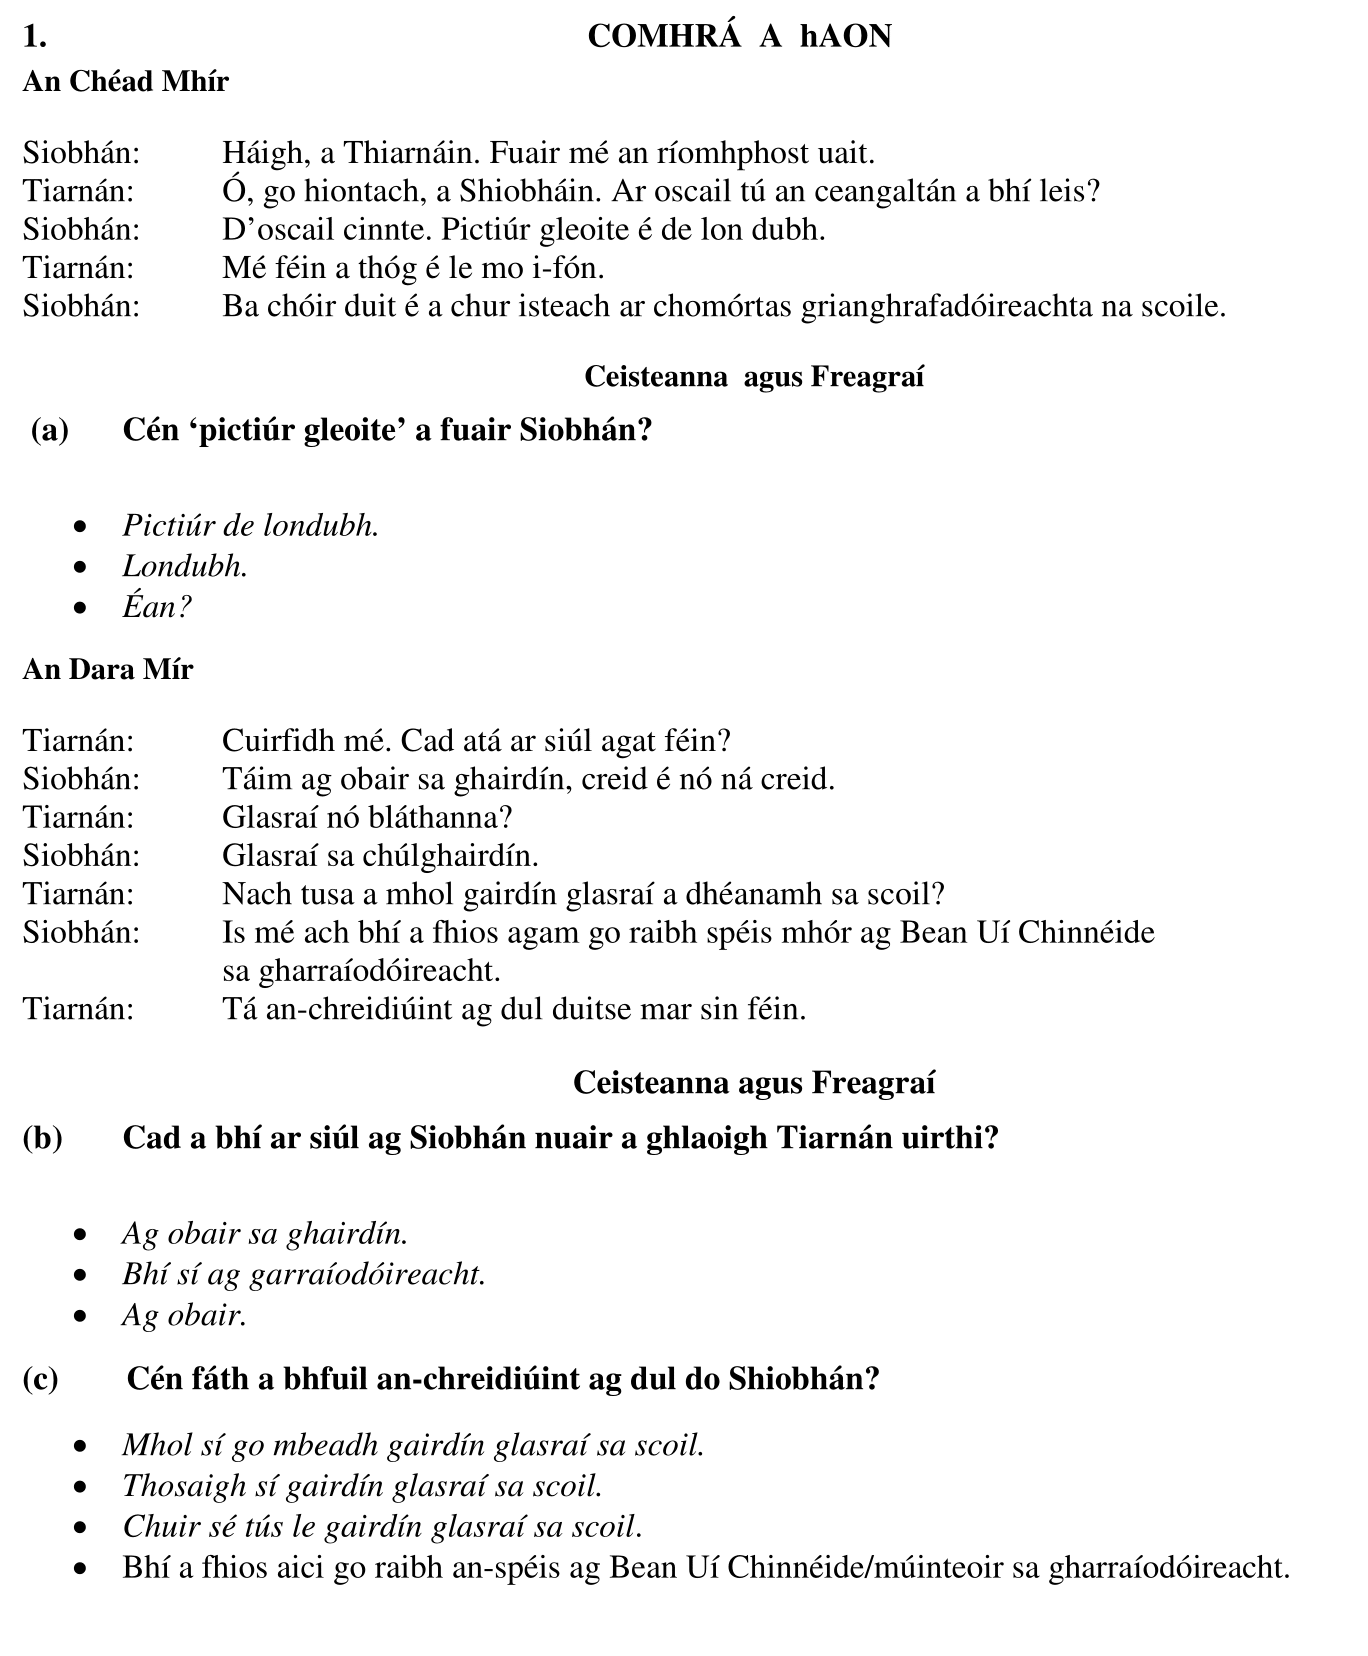 1. COMHRÁ A hAON
An Chéad Mhír
Siobhán: Háigh, a Thiarnáin. Fuair mé an ríomhphost uait.
Tiarnán: Ó, go hiontach, a Shiobháin. Ar oscail tú an ceangaltán a bhí leis?
Siobhán: D’oscail cinnte. Pictiúr gleoite é de lon dubh.
Tiarnán: Mé féin a thóg é le mo i-fón.
Siobhán: Ba chóir duit é a chur isteach ar chomórtas grianghrafadóireachta na scoile.
Ceisteanna agus Freagraí
(a) Cén ‘pictiúr gleoite’ a fuair Siobhán?
• Pictiúr de londubh.
• Londubh.
• Éan?
An Dara Mír
Tiarnán: Cuirfidh mé. Cad atá ar siúl agat féin?
Siobhán: Táim ag obair sa ghairdín, creid é nó ná creid.
Tiarnán: Glasraí nó bláthanna?
Siobhán: Glasraí sa chúlghairdín.
Tiarnán: Nach tusa a mhol gairdín glasraí a dhéanamh sa scoil?
Siobhán: Is mé ach bhí a fhios agam go raibh spéis mhór ag Bean Uí Chinnéide
sa gharraíodóireacht.
Tiarnán: Tá an-chreidiúint ag dul duitse mar sin féin.
Ceisteanna agus Freagraí
(b) Cad a bhí ar siúl ag Siobhán nuair a ghlaoigh Tiarnán uirthi?
• Ag obair sa ghairdín.
• Bhí sí ag garraíodóireacht.
• Ag obair.
(c) Cén fáth a bhfuil an-chreidiúint ag dul do Shiobhán?
• Mhol sí go mbeadh gairdín glasraí sa scoil.
• Thosaigh sí gairdín glasraí sa scoil.
• Chuir sé tús le gairdín glasraí sa scoil.
• Bhí a fhios aici go raibh an-spéis ag Bean Uí Chinnéide/múinteoir sa gharraíodóireacht.